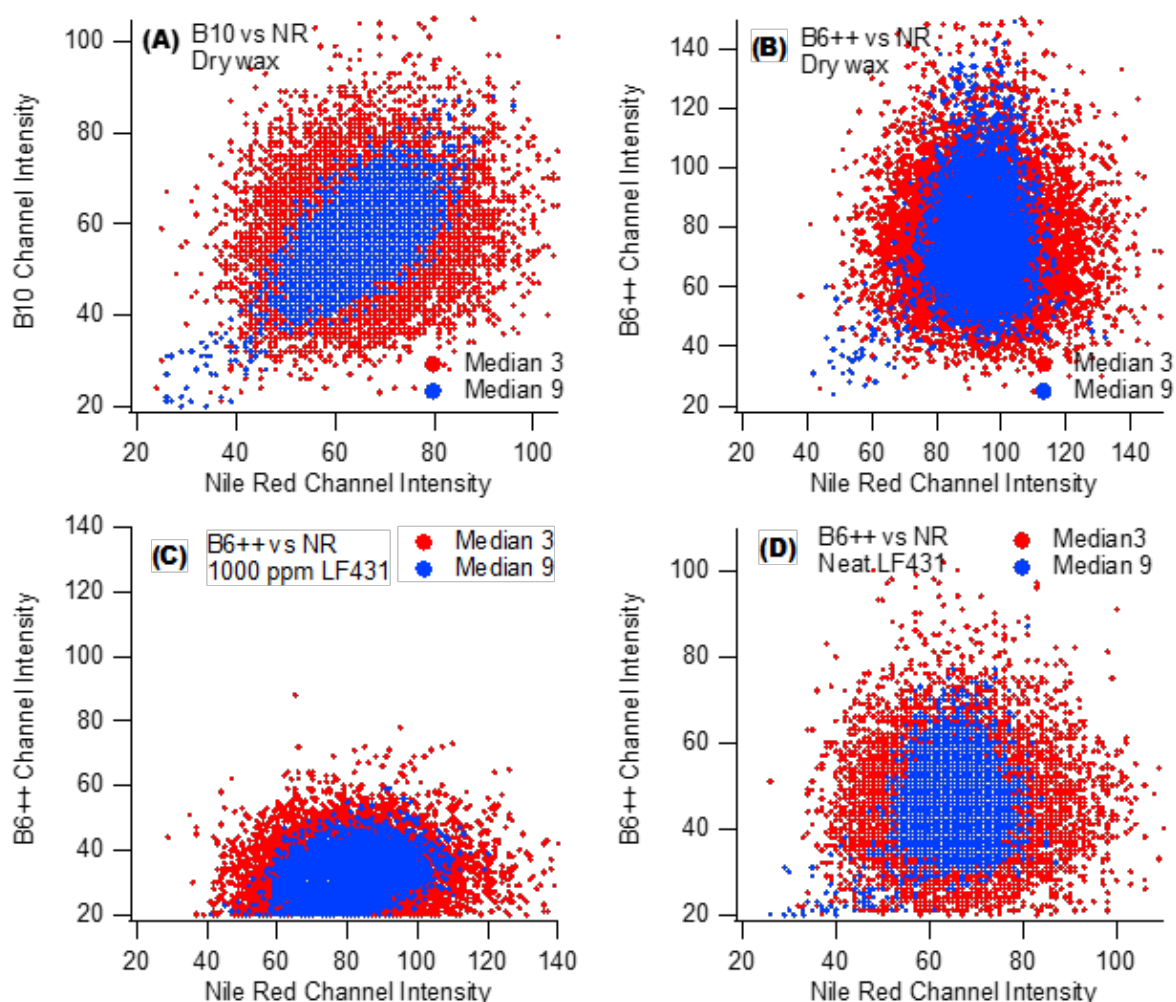 (A) B10 vs NR
Dry wax
B10 Channel Intensity
100
80
60
40
20
Median 3
Median 9
20 40 60 80 100
Nile Red Channel Intensity
(B) B6++ vs NR
Dry wax
B6++ Channel Intensity
140
120
100
80
60
40
20
Median 3
Median 9
20 40 60 80 100 120 140
Nile Red Channel Intensity
(C) B6++ vs NR
1000 ppm LF431
Median 3
Median 9
B6++ Channel Intensity
140
120
100
80
60
40
20
20 40 60 80 100 120 140
Nile Red Channel Intensity
(D) B6++ vs NR
Neat LF431
Median3
Median 9
B6++ Channel Intensity
100
80
60
40
20
20 40 60 80 100
Nile Red Channel Intensity